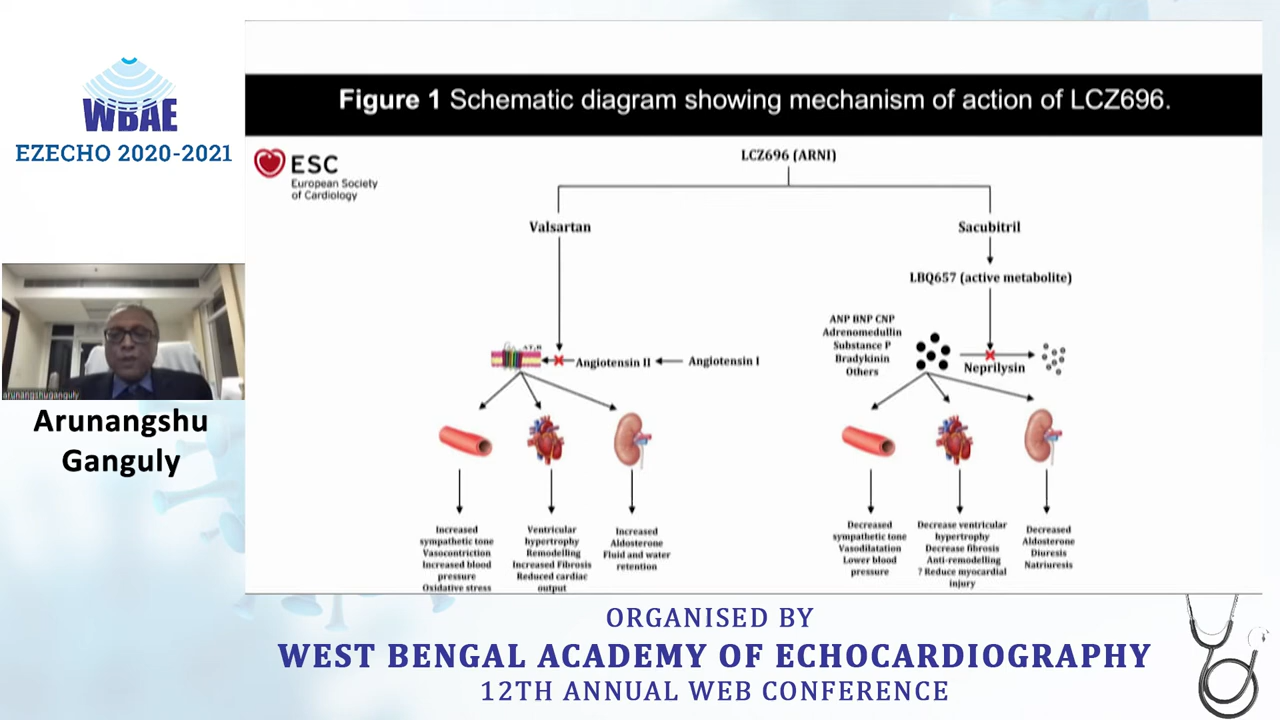 WBAE
EZECHO 2020-2021
arunangshuganguly
Arunangshu
Ganguly
Figure 1 Schematic diagram showing mechanism of action of LCZ696.
ESC
European Society
of Cardiology
LCZ696 (ARNI)
Valsartan
Sacubitril
LBQ657 (active metabolite)
ANP BNP CNP
Adrenomedullin
Substance P
Bradykinin
Others
Angiotensin II
Angiotensin I
Neprilysin
Increased
sympathetic tone
Vasocontriction
Increased blood
pressure
Oxidative stress
Ventricular
hypertrophy
Remodelling
Increased Fibrosis
Reduced cardiac
output
Increased
Aldosterone
Fluid and water
retention
Decreased
sympathetic tone
Vasodilatation
Lower blood
pressure
Decrease ventricular
hypertrophy
Decrease fibrosis
Anti-remodelling
? Reduce myocardial
injury
Decreased
Aldosterone
Diuresis
Natriuresis
ORGANISED BY
WEST BENGAL ACADEMY OF ECHOCARDIOGRAPHY
12TH ANNUAL WEB CONFERENCE